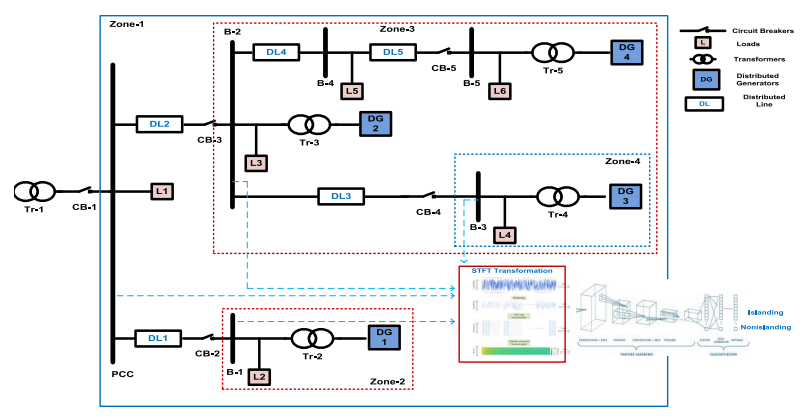 Zone-1
B-2
Zone-3
DL4
DL5
B-4
CB-5
B-5
Tr-5
DG
4
L5
L6
DL2
CB-3
Tr-3
DG
2
L3
Zone-4
Tr-1
CB-1
L1
DL3
CB-4
B-3
Tr-4
DG
3
L4
STFT Transformation
DL1
CB-2
B-1
Tr-2
DG
1
L2
Zone-2
PCC
Circuit Breakers
L
Loads
Transformers
DG
Distributed
Generators
DL
Distributed
Line
Islanding
Nonislanding
FEATURE LEARNING
CLASSIFICATION